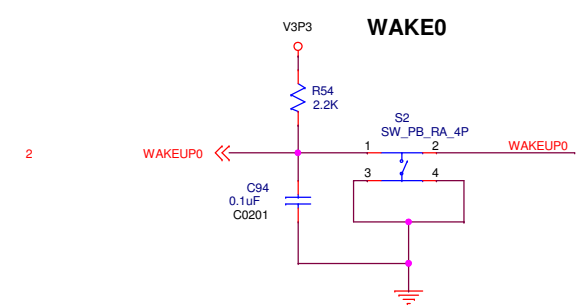 V3P3
WAKE0
R54
2.2K
S2
SW_PB_RA_4P
2
WAKEUP0
1
2
WAKEUP0
3
4
C94
0.1uF
C0201